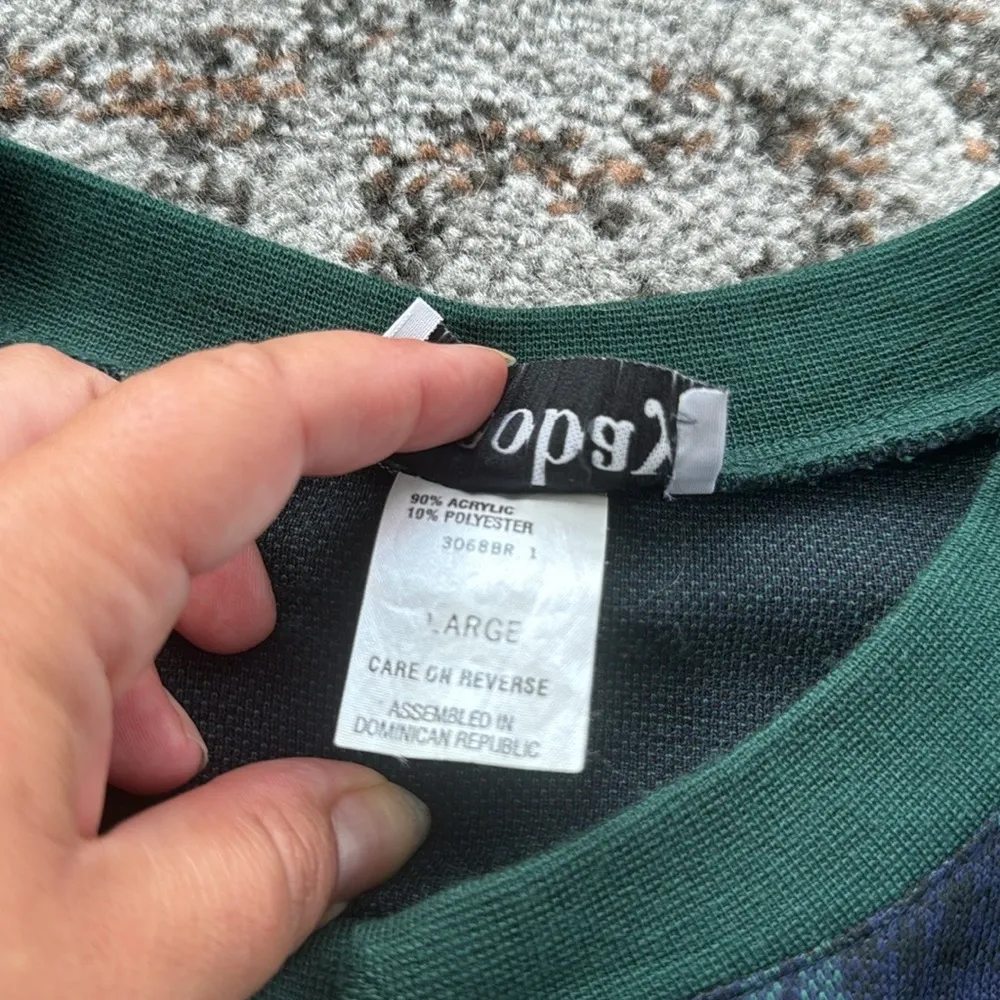 90% ACRYLIC
10% POLYESTER
3068BR 1
LARGE
CARE ON REVERSE
ASSEMBLED IN
DOMINICAN REPUBLIC